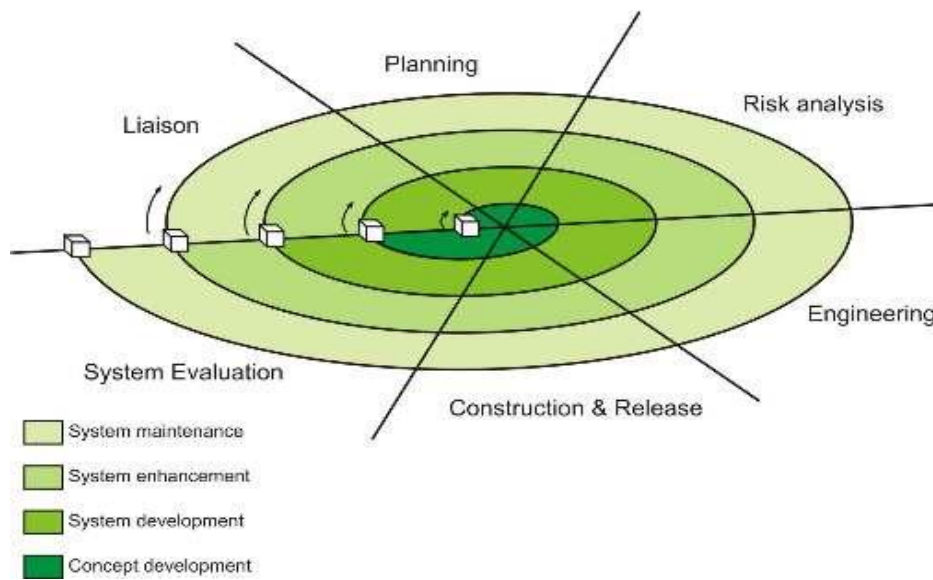 Planning
Risk analysis
Liaison
Engineering
System Evaluation
Construction & Release
System maintenance
System enhancement
System development
Concept development